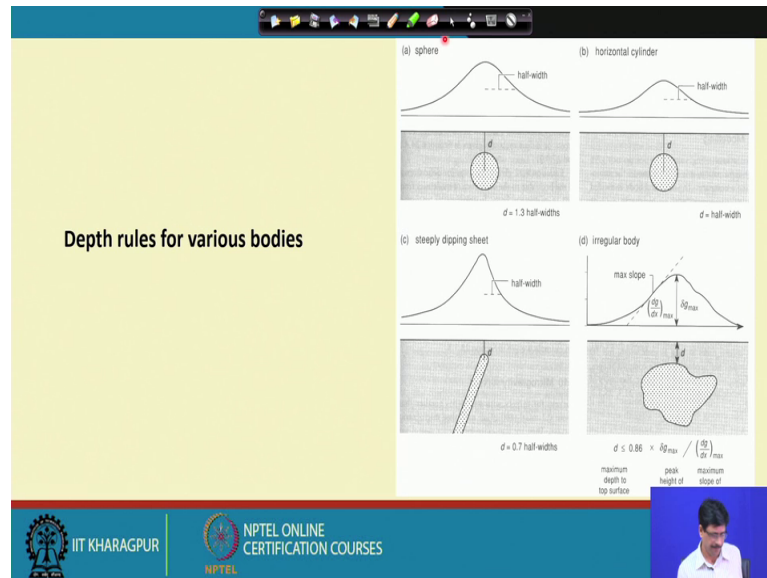 Depth rules for various bodies
(a) sphere
half-width
d
d = 1.3 half-widths
(b) horizontal cylinder
half-width
d
d = half-width
(c) steeply dipping sheet
half-width
d
d = 0.7 half-widths
(d) irregular body
max slope
(dg/dx)max
δgmax
d
d ≤ 0.86 × δgmax / (dg/dx)max
maximum depth to top surface
peak height of
maximum slope of
IIT KHARAGPUR
NPTEL
NPTEL ONLINE
CERTIFICATION COURSES